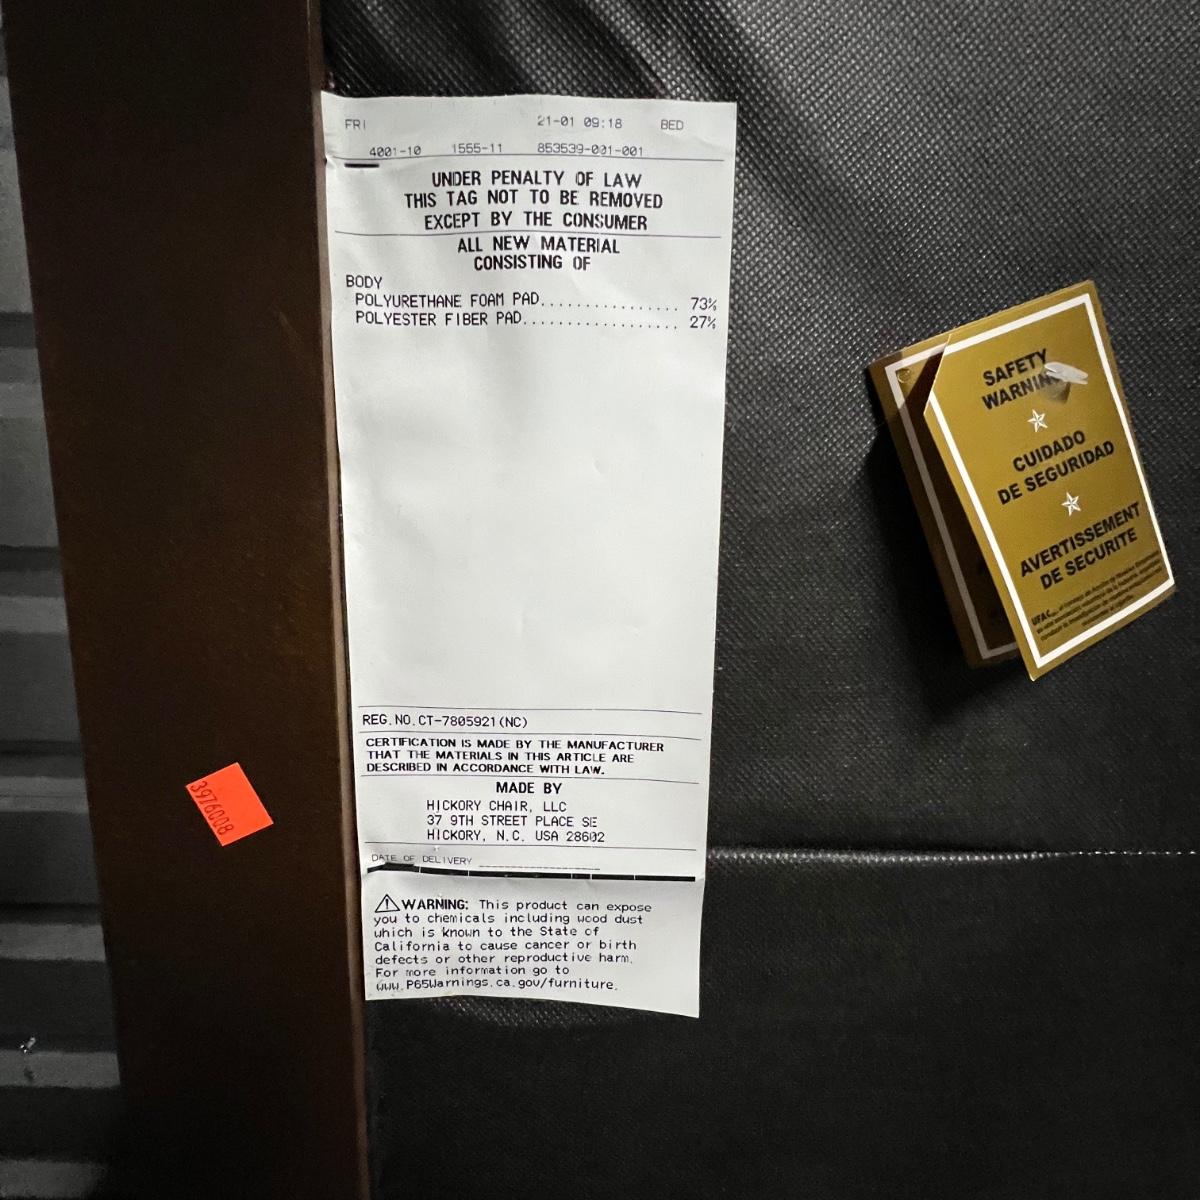 FRI 21-01 09:18 BED
4001-10 1555-11 853539-001-001
UNDER PENALTY OF LAW
THIS TAG NOT TO BE REMOVED
EXCEPT BY THE CONSUMER
ALL NEW MATERIAL
CONSISTING OF
BODY
POLYURETHANE FOAM PAD................ 73%
POLYESTER FIBER PAD.................. 27%
REG.NO.CT-7805921(NC)
CERTIFICATION IS MADE BY THE MANUFACTURER
THAT THE MATERIALS IN THIS ARTICLE ARE
DESCRIBED IN ACCORDANCE WITH LAW.
MADE BY
HICKORY CHAIR, LLC
37 9TH STREET PLACE SE
HICKORY, N.C. USA 28602
DATE OF DELIVERY
⚠WARNING: This product can expose
you to chemicals including wood dust
which is known to the State of
California to cause cancer or birth
defects or other reproductive harm.
For more information go to
www.P65Warnings.ca.gov/furniture.
3976008
SAFETY
WARNING
CUIDADO
DE SEGURIDAD
AVERTISSEMENT
DE SECURITE
UFAC